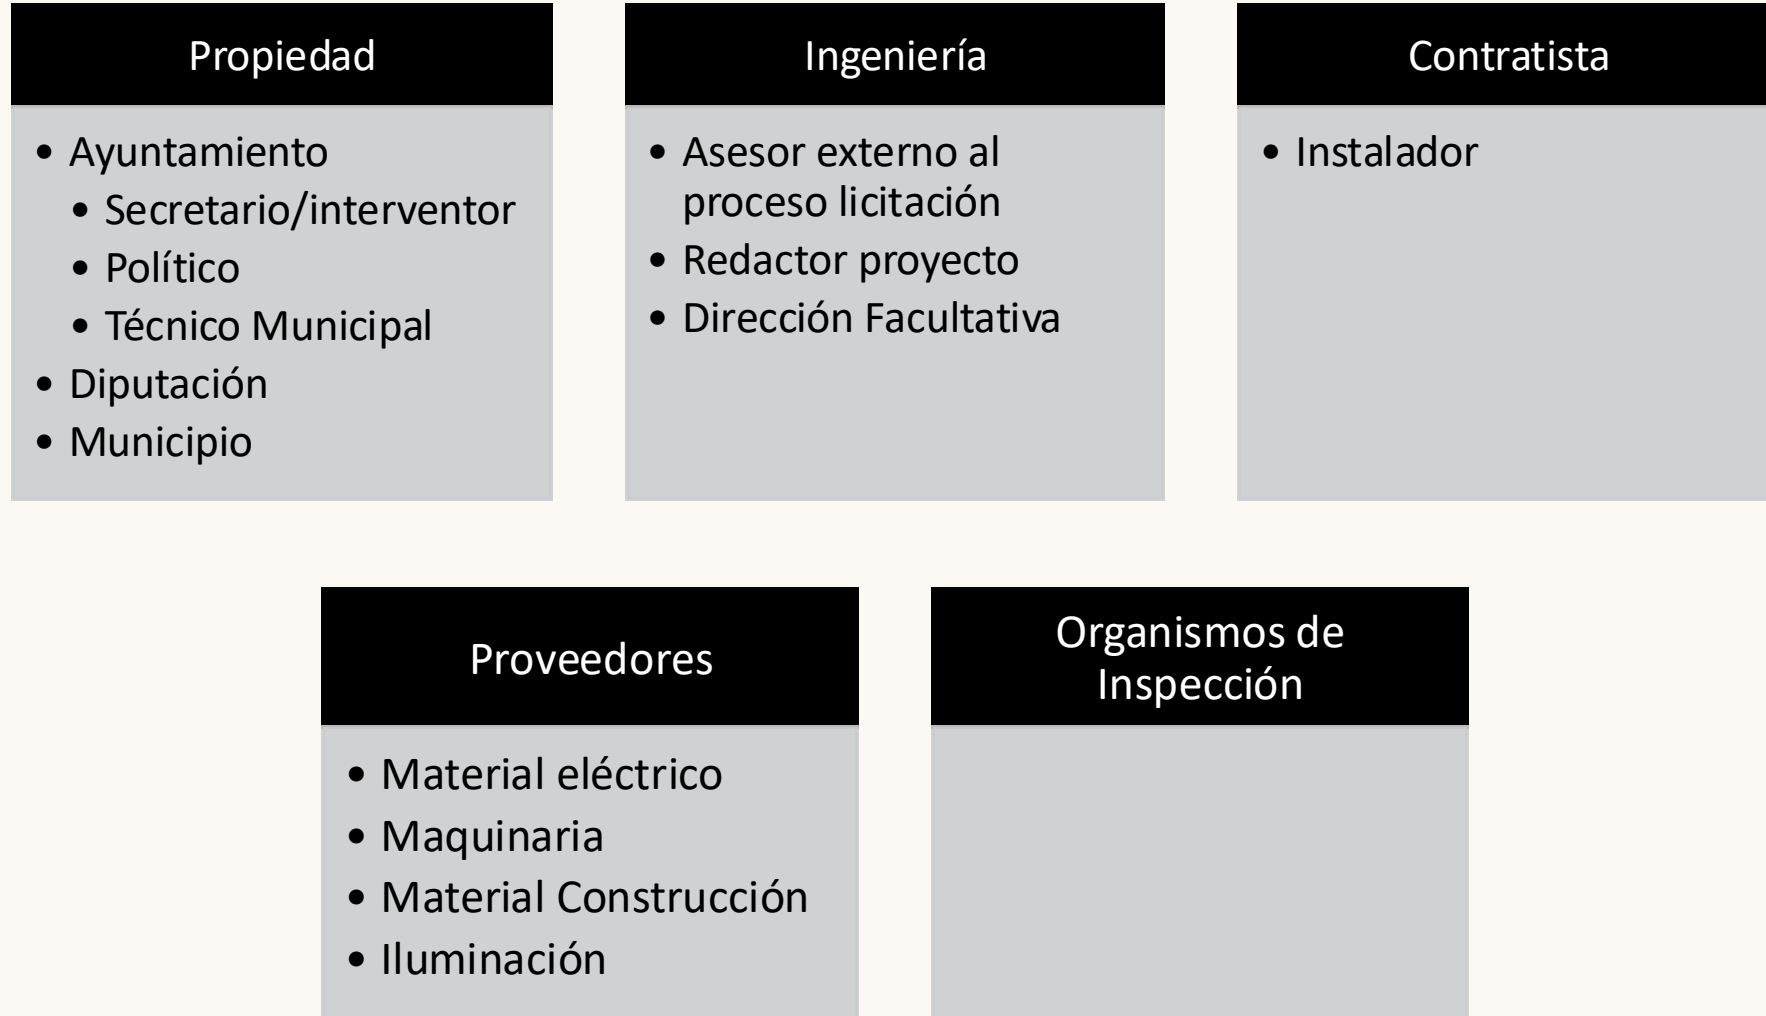 Propiedad
• Ayuntamiento
• Secretario/interventor
• Político
• Técnico Municipal
• Diputación
• Municipio
Ingeniería
• Asesor externo al
proceso licitación
• Redactor proyecto
• Dirección Facultativa
Contratista
• Instalador
Proveedores
• Material eléctrico
• Maquinaria
• Material Construcción
• Iluminación
Organismos de
Inspección